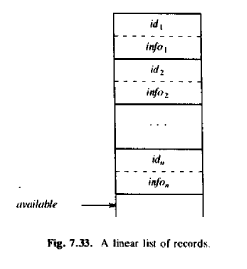 id₁
info₁
id₂
info₂
. . .
idₙ
infoₙ
available
Fig. 7.33. A linear list of records.